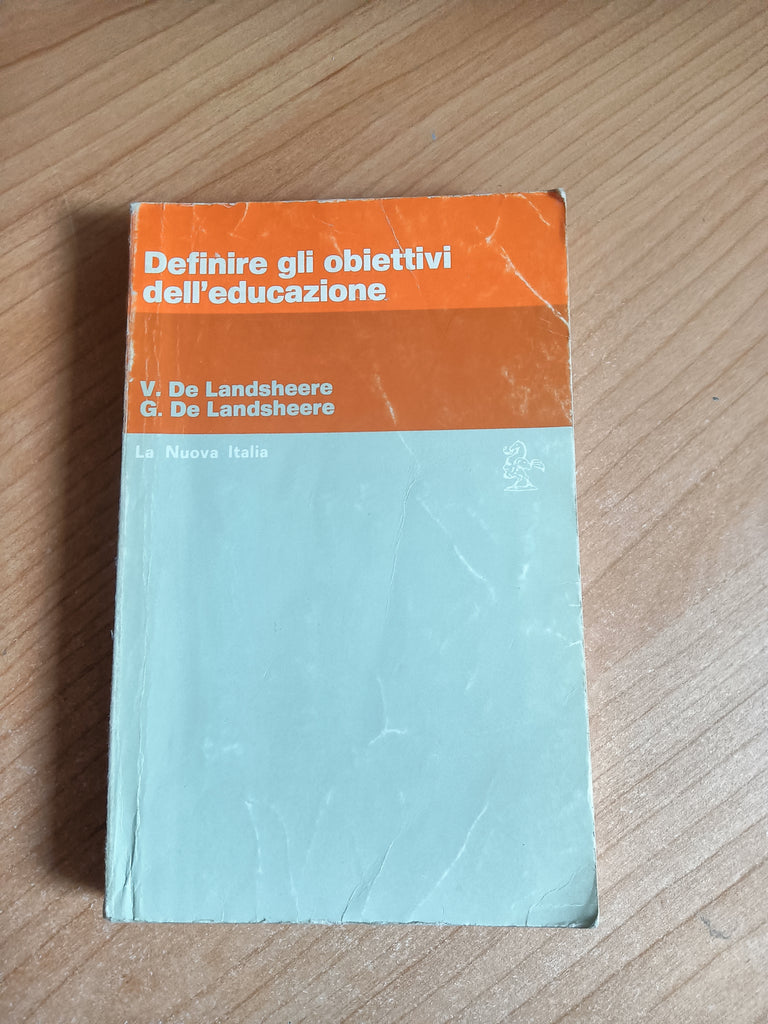 Definire gli obiettivi
dell'educazione
V. De Landsheere
G. De Landsheere
La Nuova Italia